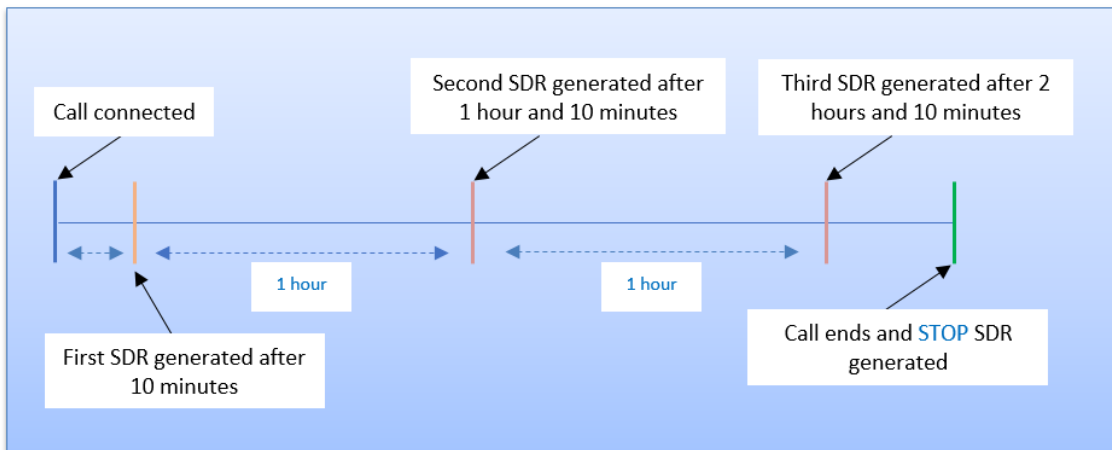 Call connected
Second SDR generated after
1 hour and 10 minutes
Third SDR generated after 2
hours and 10 minutes
1 hour
1 hour
First SDR generated after
10 minutes
Call ends and STOP SDR
generated